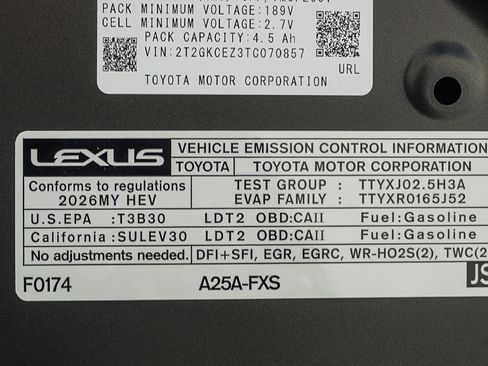 PACK MINIMUM VOLTAGE:189V
CELL MINIMUM VOLTAGE:2.7V
PACK CAPACITY:4.5 Ah
VIN:2T2GKCEZ3TC070857
URL
TOYOTA MOTOR CORPORATION
LEXUS VEHICLE EMISSION CONTROL INFORMATION
TOYOTA TOYOTA MOTOR CORPORATION
Conforms to regulations TEST GROUP : TTYXJ02.5H3A
2026MY HEV EVAP FAMILY : TTYXR0165J52
U.S.EPA :T3B30 LDT2 OBD:CAII Fuel:Gasoline
California :SULEV30 LDT2 OBD:CAII Fuel:Gasoline
No adjustments needed. DFI+SFI, EGR, EGRC, WR-HO2S(2), TWC(2
F0174 A25A-FXS JS